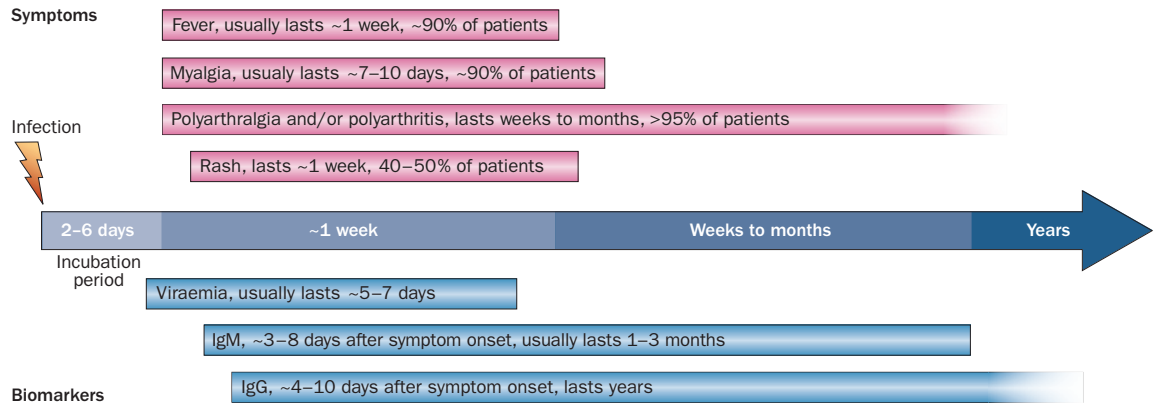 Symptoms
Fever, usually lasts ~1 week, ~90% of patients
Myalgia, usualy lasts ~7–10 days, ~90% of patients
Polyarthralgia and/or polyarthritis, lasts weeks to months, >95% of patients
Infection
Rash, lasts ~1 week, 40–50% of patients
2–6 days
~1 week
Weeks to months
Years
Incubation
period
Viraemia, usually lasts ~5–7 days
IgM, ~3–8 days after symptom onset, usually lasts 1–3 months
IgG, ~4–10 days after symptom onset, lasts years
Biomarkers